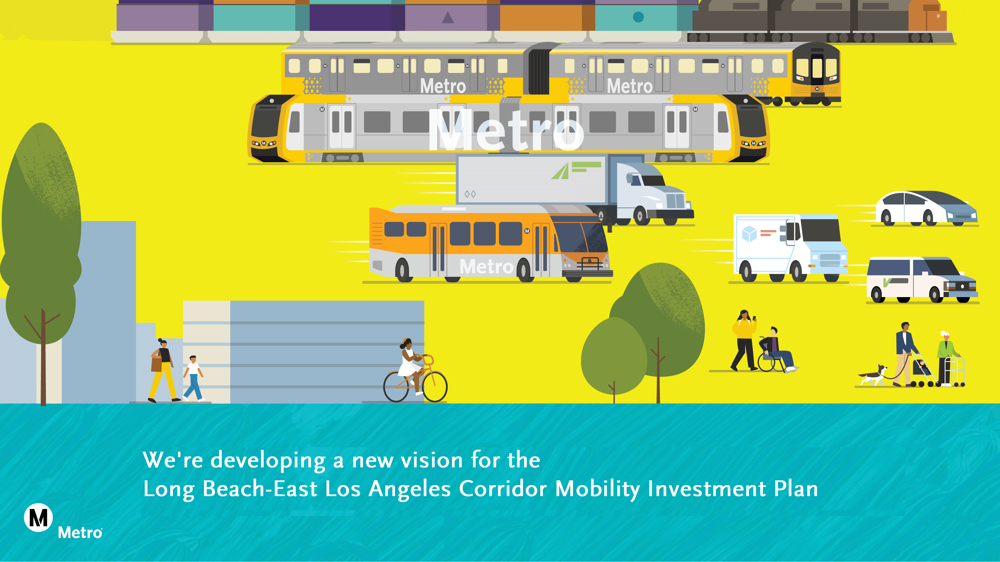 Metro
Metro
Metro
Metro
We're developing a new vision for the
Long Beach-East Los Angeles Corridor Mobility Investment Plan
M
Metro